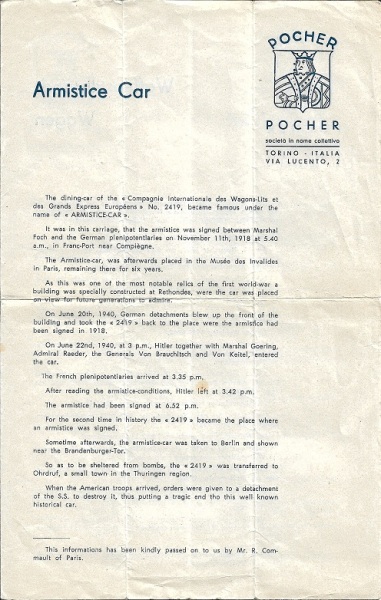 POCHER
Armistice Car
POCHER
società in nome collettivo
TORINO - ITALIA
VIA LUCENTO, 2
The dining-car of the « Compagnia Internationale des Wagons-Lits et
des Grands Express Européens » No. 2419, became famous under the
name of « ARMISTICE-CAR ».
It was in this carriage, that the armistice was signed between Marshal
Foch and the German plenipotentiaries on November 11th, 1918 at 5.40
a.m., in Franc-Port near Compiègne.
The Armistice-car, was afterwards placed in the Musée des Invalides
in Paris, remaining there for six years.
As this was one of the most notable relics of the first world-war a
building was specially constructed at Rethondes, were the car was placed
on view for future generations to admire.
On June 20th, 1940, German detachments blew up the front of the
building and took the « 2419 » back to the place were the armistice had
been signed in 1918.
On June 22nd, 1940, at 3 p.m., Hitler together with Marshal Goering,
Admiral Raeder, the Generals Von Brauchitsch and Von Keitel, entered
the car.
The French plenipotentiaries arrived at 3.35 p.m.
After reading the armistice-conditions, Hitler left at 3.42 p.m.
The armistice had been signed at 6.52 p.m.
For the second time in history the « 2419 » became the place where
an armistice was signed.
Sometime afterwards, the armistice-car was taken to Berlin and shown
near the Brandenburger-Tor.
So as to be sheltered from bombs, the « 2419 » was transferred to
Ohrdruf, a small town in the Thuringen region.
When the American troops arrived, orders were given to a detachment
of the S.S. to destroy it, thus putting a tragic end tho this well known
historical car.
This informations has been kindly passed on to us by Mr. R. Com-
mault of Paris.